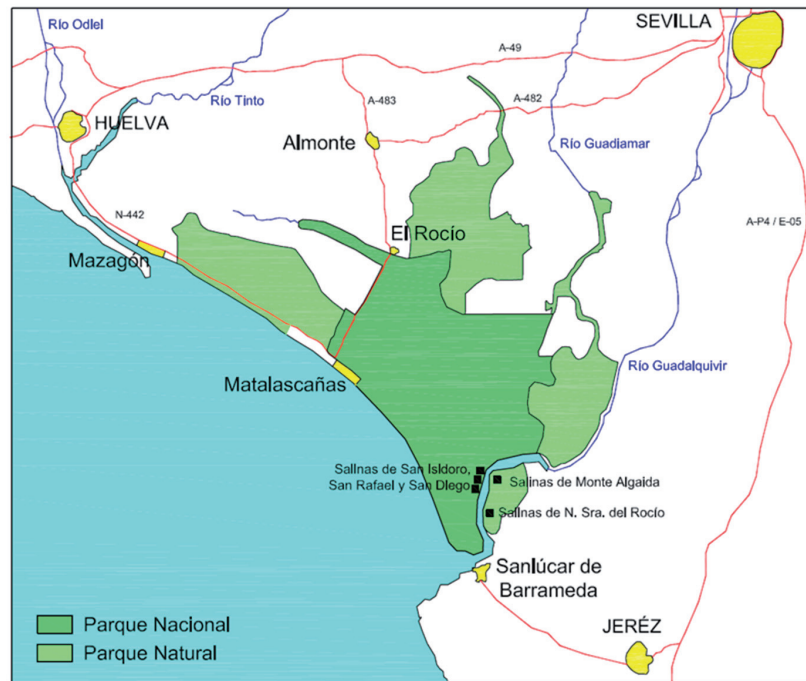 Río Odiel
SEVILLA
A-49
Río Tinto
A-483
A-482
HUELVA
Almonte
Río Guadiamar
N-442
A-P4 / E-05
El Rocío
Mazagón
Río Guadalquivir
Matalascañas
Salinas de San Isidoro,
San Rafael y San Diego
Salinas de Monte Algaida
Salinas de N. Sra. del Rocío
Sanlúcar de
Barrameda
Parque Nacional
JERÉZ
Parque Natural